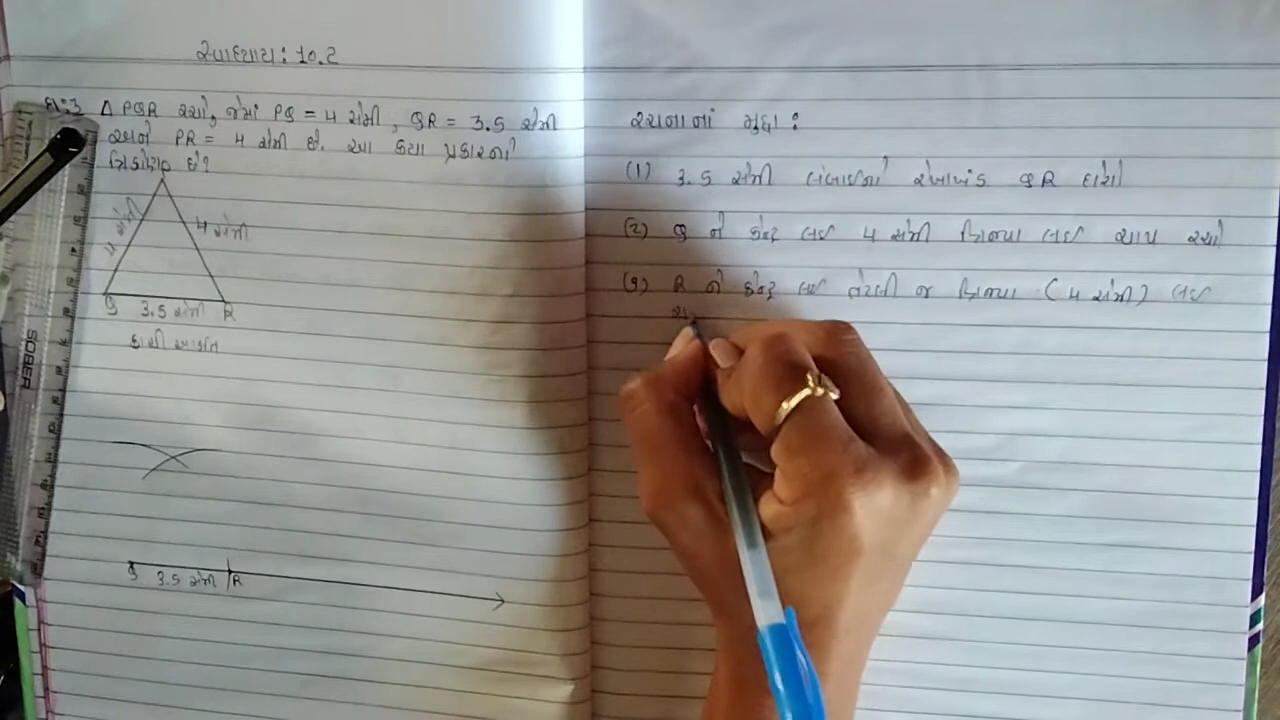 સ્વાધ્યાય: 10.2
દા:3 Δ PQR રચો, જેમાં PQ = 4 સેમી, QR = 3.5 સેમી
અને PR = 4 સેમી છે. આ કયા પ્રકારનો
ત્રિકોણ છે?
P
4 સેમી
4 સેમી
Q 3.5 સેમી R
કાચી આકૃતિ
Q 3.5 સેમી R
SOBER
રચનાનાં મુદ્દા :
(1) 3.5 સેમી લંબાઈનો રેખાખંડ QR દોરો
(2) Q ને કેન્દ્ર લઈ 4 સેમી ત્રિજ્યા લઈ ચાપ રચો
(3) R ને કેન્દ્ર લઈ તેટલી જ ત્રિજ્યા (4 સેમી) લઈ